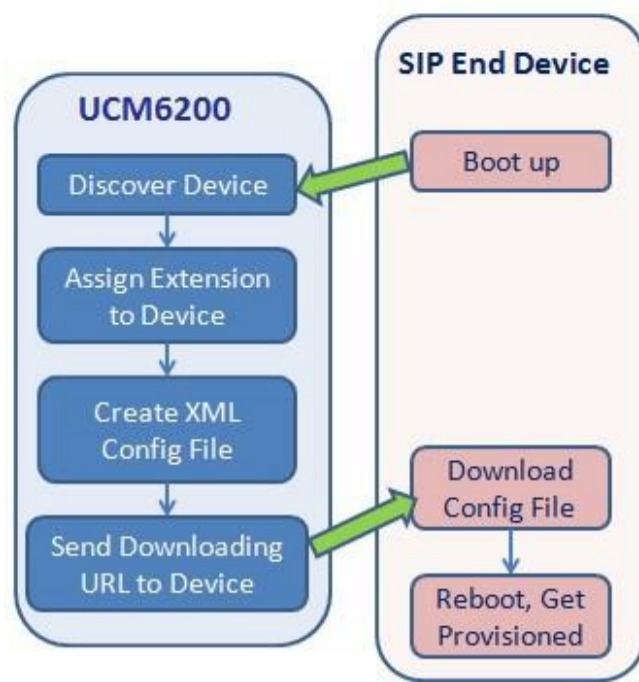 UCM6200
Discover Device
Assign Extension
to Device
Create XML
Config File
Send Downloading
URL to Device
SIP End Device
Boot up
Download
Config File
Reboot, Get
Provisioned